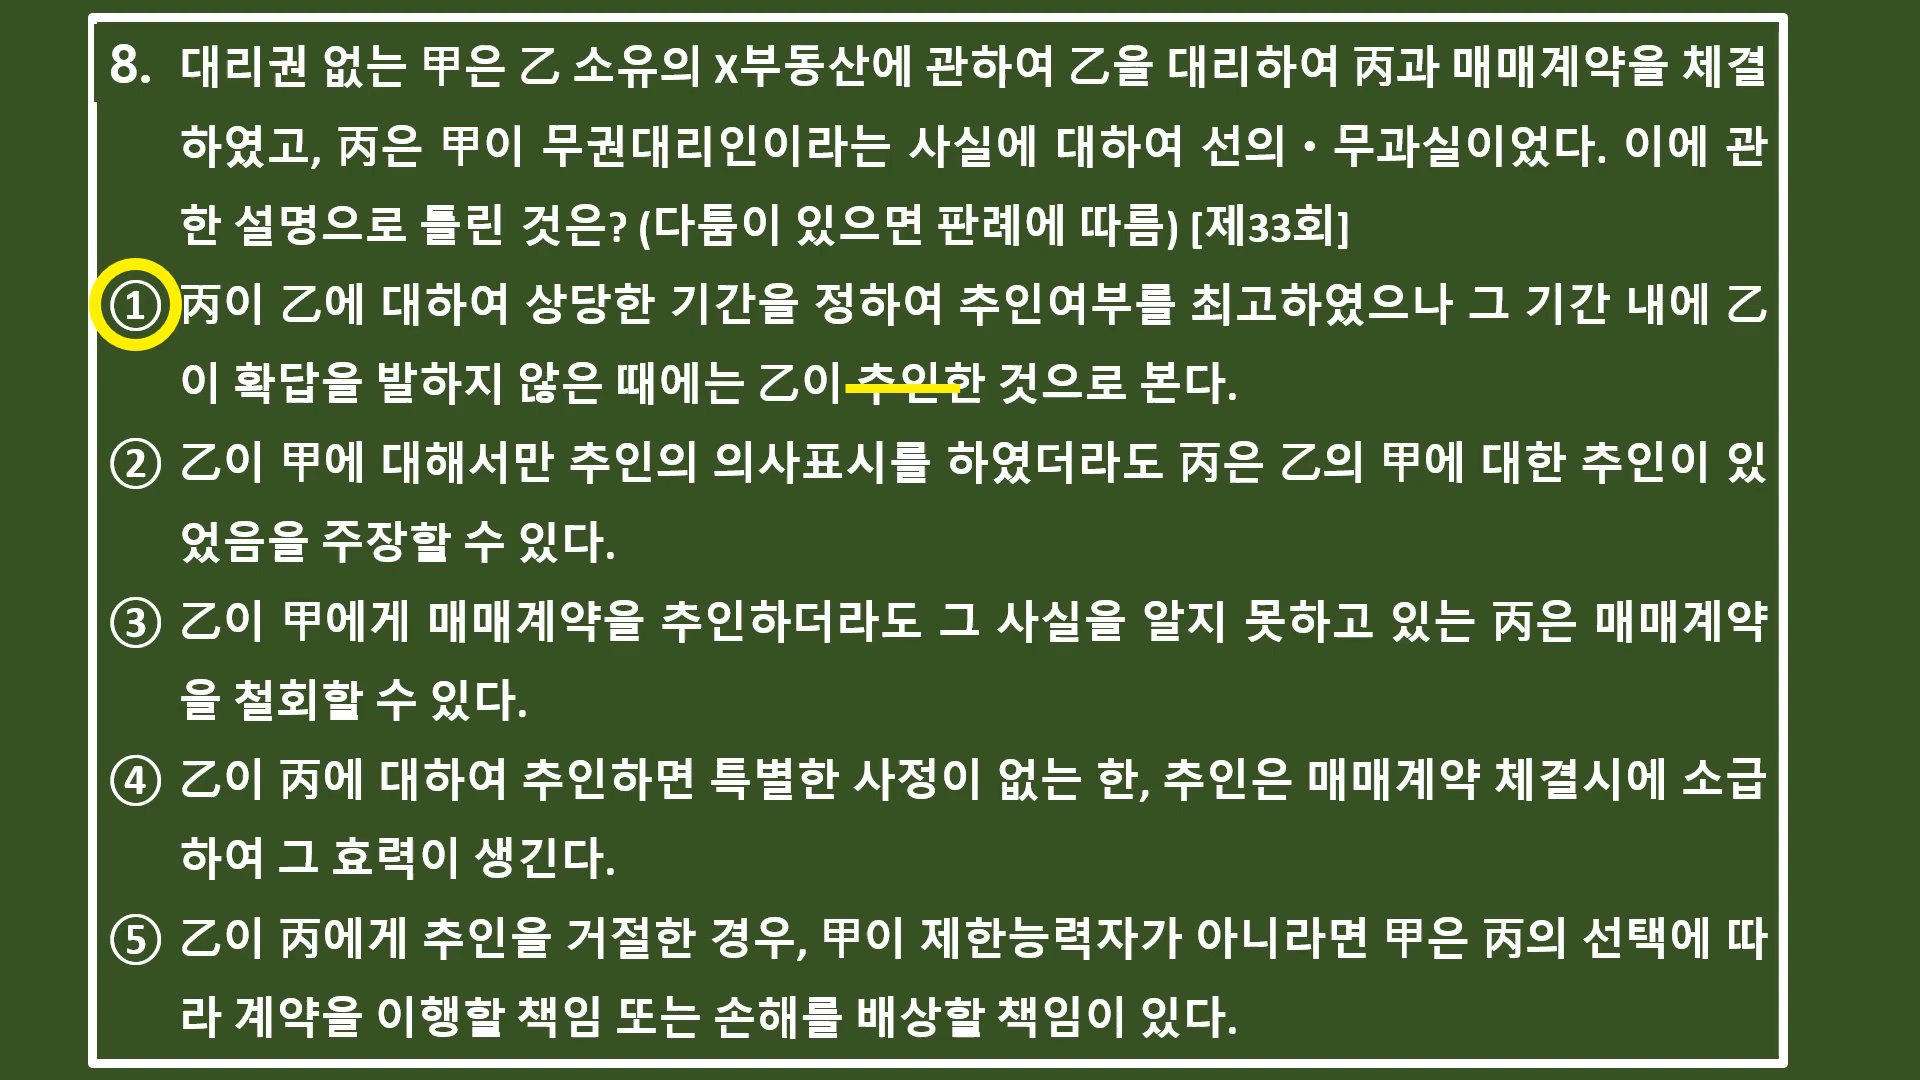 8. 대리권 없는 甲은 乙 소유의 X부동산에 관하여 乙을 대리하여 丙과 매매계약을 체결
하였고, 丙은 甲이 무권대리인이라는 사실에 대하여 선의·무과실이었다. 이에 관
한 설명으로 틀린 것은? (다툼이 있으면 판례에 따름) [제33회]
① 丙이 乙에 대하여 상당한 기간을 정하여 추인여부를 최고하였으나 그 기간 내에 乙
이 확답을 발하지 않은 때에는 乙이 추인한 것으로 본다.
② 乙이 甲에 대해서만 추인의 의사표시를 하였더라도 丙은 乙의 甲에 대한 추인이 있
었음을 주장할 수 있다.
③ 乙이 甲에게 매매계약을 추인하더라도 그 사실을 알지 못하고 있는 丙은 매매계약
을 철회할 수 있다.
④ 乙이 丙에 대하여 추인하면 특별한 사정이 없는 한, 추인은 매매계약 체결시에 소급
하여 그 효력이 생긴다.
⑤ 乙이 丙에게 추인을 거절한 경우, 甲이 제한능력자가 아니라면 甲은 丙의 선택에 따
라 계약을 이행할 책임 또는 손해를 배상할 책임이 있다.